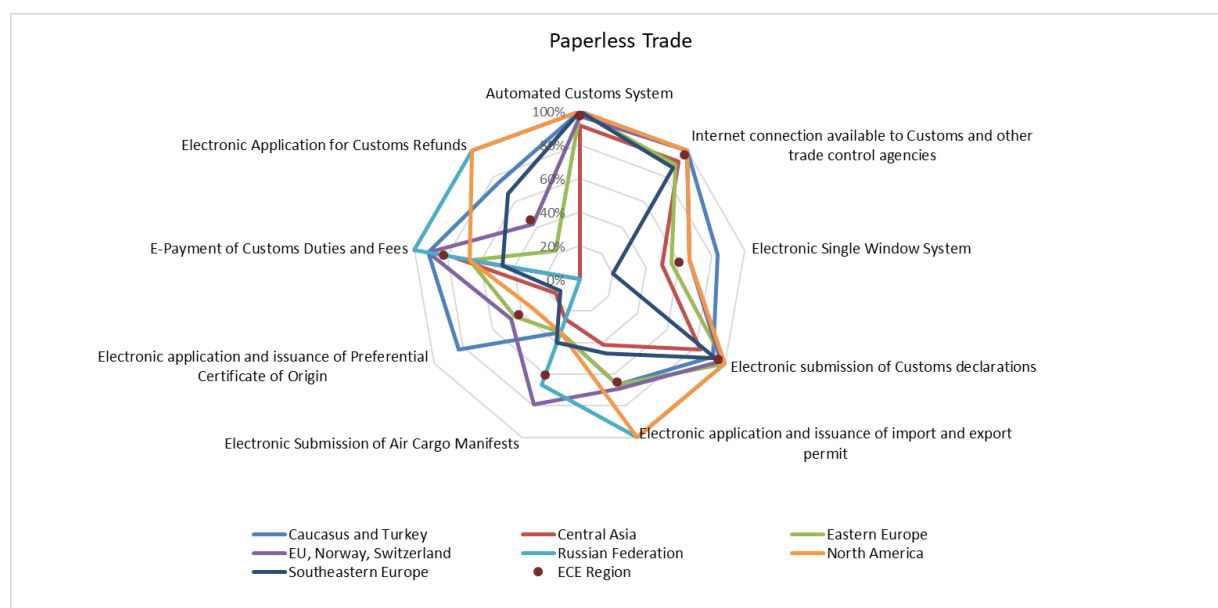 Paperless Trade
Automated Customs System
100%
80%
60%
40%
20%
0%
Internet connection available to Customs and other
trade control agencies
Electronic Single Window System
Electronic submission of Customs declarations
Electronic application and issuance of import and export
permit
Electronic Submission of Air Cargo Manifests
Electronic application and issuance of Preferential
Certificate of Origin
E-Payment of Customs Duties and Fees
Electronic Application for Customs Refunds
Caucasus and Turkey
Central Asia
Eastern Europe
EU, Norway, Switzerland
Russian Federation
North America
Southeastern Europe
ECE Region